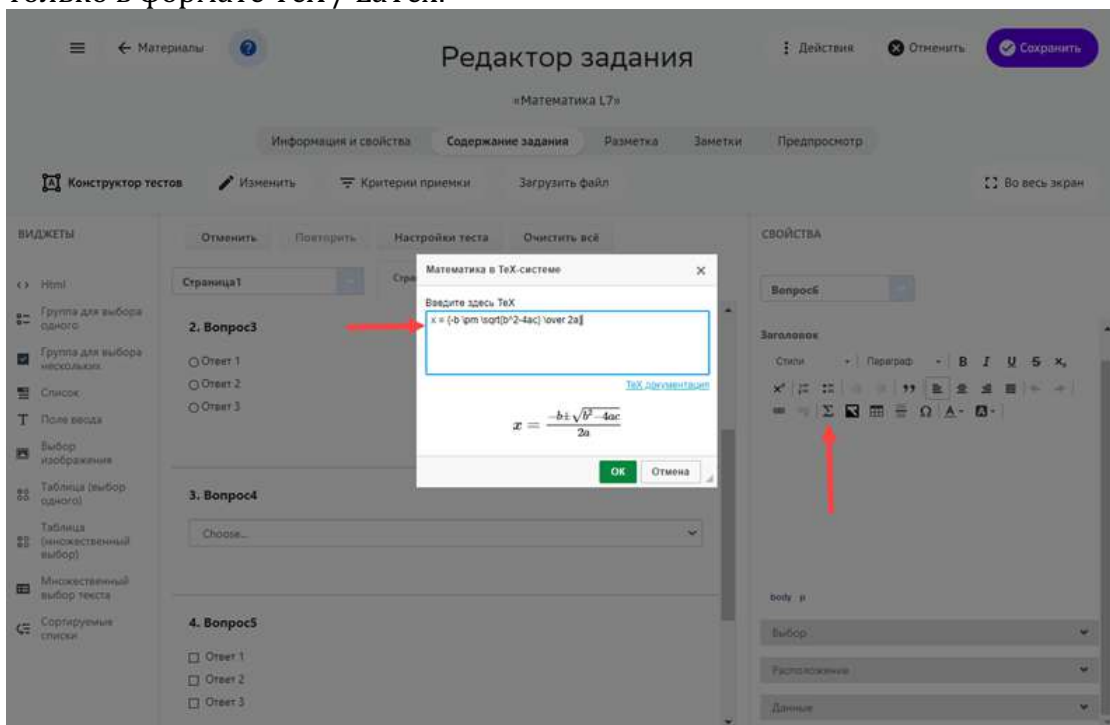 только в формате TeX / LaTeX.
Материалы
?
Редактор задания
Действия
Отменить
Сохранить
«Математика L7»
Информация и свойства
Содержание задания
Разметка
Заметки
Предпросмотр
Конструктор тестов
Изменить
Критерии приемки
Загрузить файл
Во весь экран
ВИДЖЕТЫ
Html
Группа для выбора
одного
Группа для выбора
нескольких
Список
Поле ввода
Выбор
изображения
Таблица (выбор
одного)
Таблица
(множественный
выбор)
Множественный
выбор текста
Сортируемые
списки
Отменить
Повторить
Настройки теста
Очистить всё
Страница1
2. Вопрос3
Ответ 1
Ответ 2
Ответ 3
3. Вопрос4
Choose...
4. Вопрос5
Ответ 1
Ответ 2
Ответ 3
Математика в TeX-системе
Введите здесь TeX
x = {-b \pm \sqrt{b^2-4ac} \over 2a}
TeX документация
x = −b±√b²−4ac
2a
OK
Отмена
СВОЙСТВА
Вопрос6
Заголовок
Стили
Параграф
B I U S x,
Σ
Ω
A
body p
Выбор
Расположение
Данные